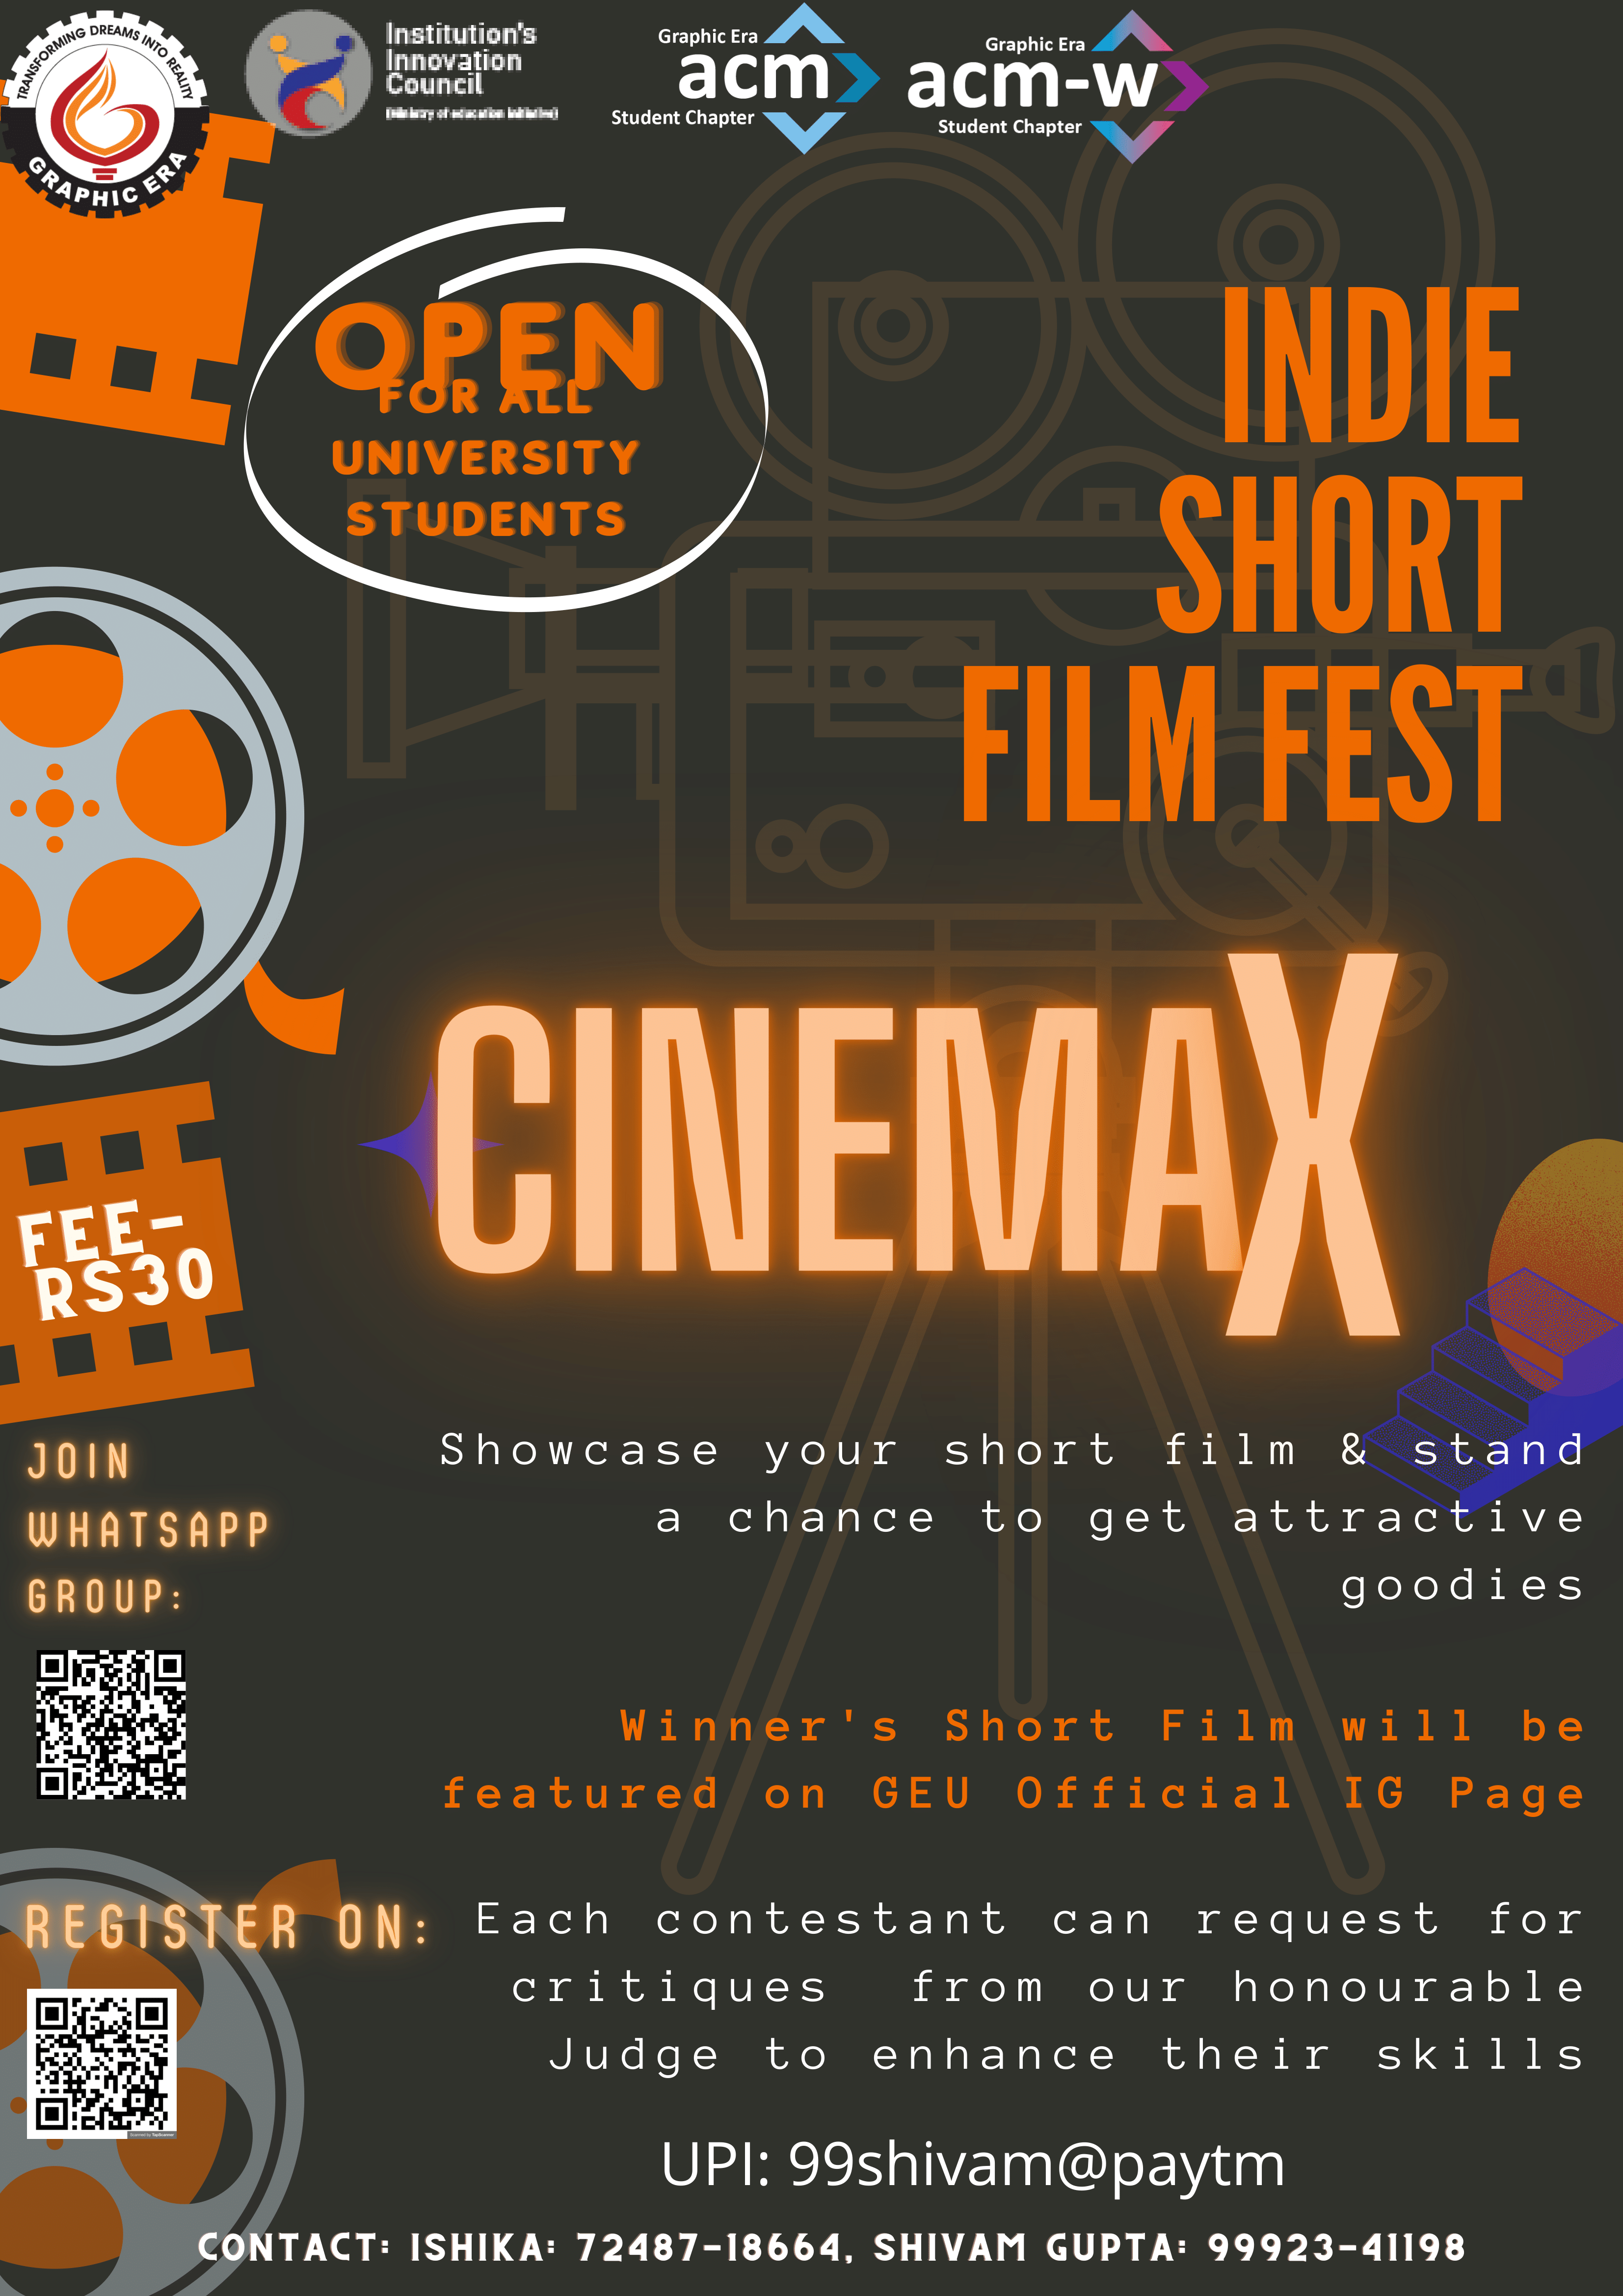 TRANSFORMING DREAMS INTO REALITY
GRAPHIC ERA
Institution's
Innovation
Council
(Ministry of education initiative)
Graphic Era
acm
Student Chapter
Graphic Era
acm-w
Student Chapter
OPEN
FOR ALL
UNIVERSITY
STUDENTS
INDIE
SHORT
FILM FEST
CINEMAX
FEE-
RS30
JOIN
WHATSAPP
GROUP:
Showcase your short film & stand
a chance to get attractive
goodies
Winner's Short Film will be
featured on GEU Official IG Page
REGISTER ON:
Each contestant can request for
critiques from our honourable
Judge to enhance their skills
UPI: 99shivam@paytm
CONTACT: ISHIKA: 72487-18664, SHIVAM GUPTA: 99923-41198